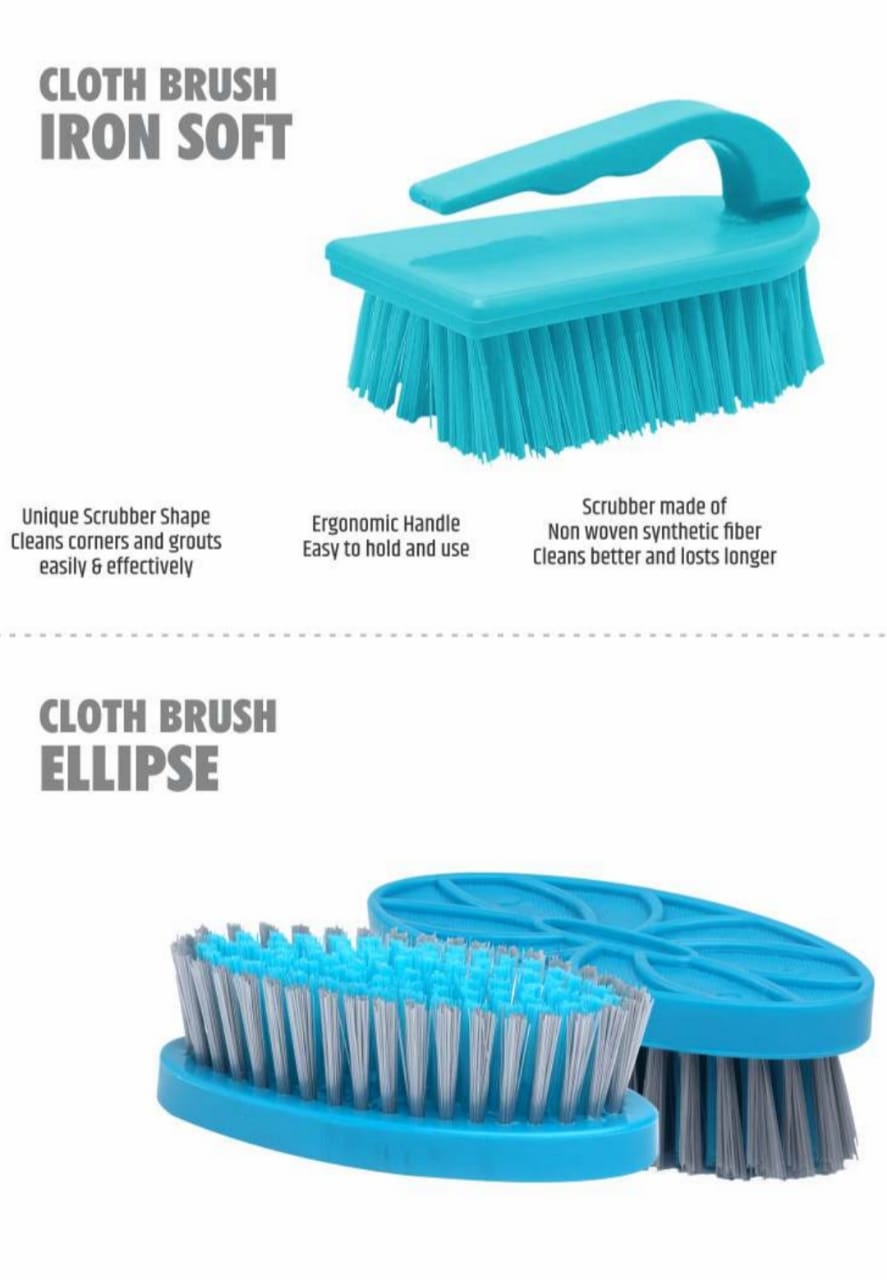 CLOTH BRUSH
IRON SOFT
Unique Scrubber Shape
Cleans corners and grouts
easily & effectively
Ergonomic Handle
Easy to hold and use
Scrubber made of
Non woven synthetic fiber
Cleans better and losts longer
CLOTH BRUSH
ELLIPSE